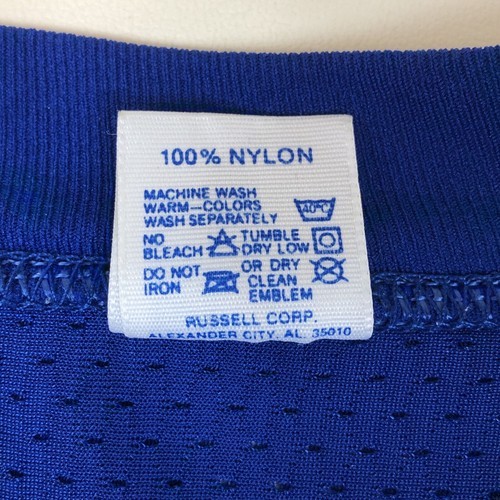 100% NYLON
MACHINE WASH
WARM-COLORS
WASH SEPARATELY 40°C
NO BLEACH TUMBLE DRY LOW
DO NOT IRON OR DRY CLEAN EMBLEM
RUSSELL CORP.
ALEXANDER CITY, AL. 35010